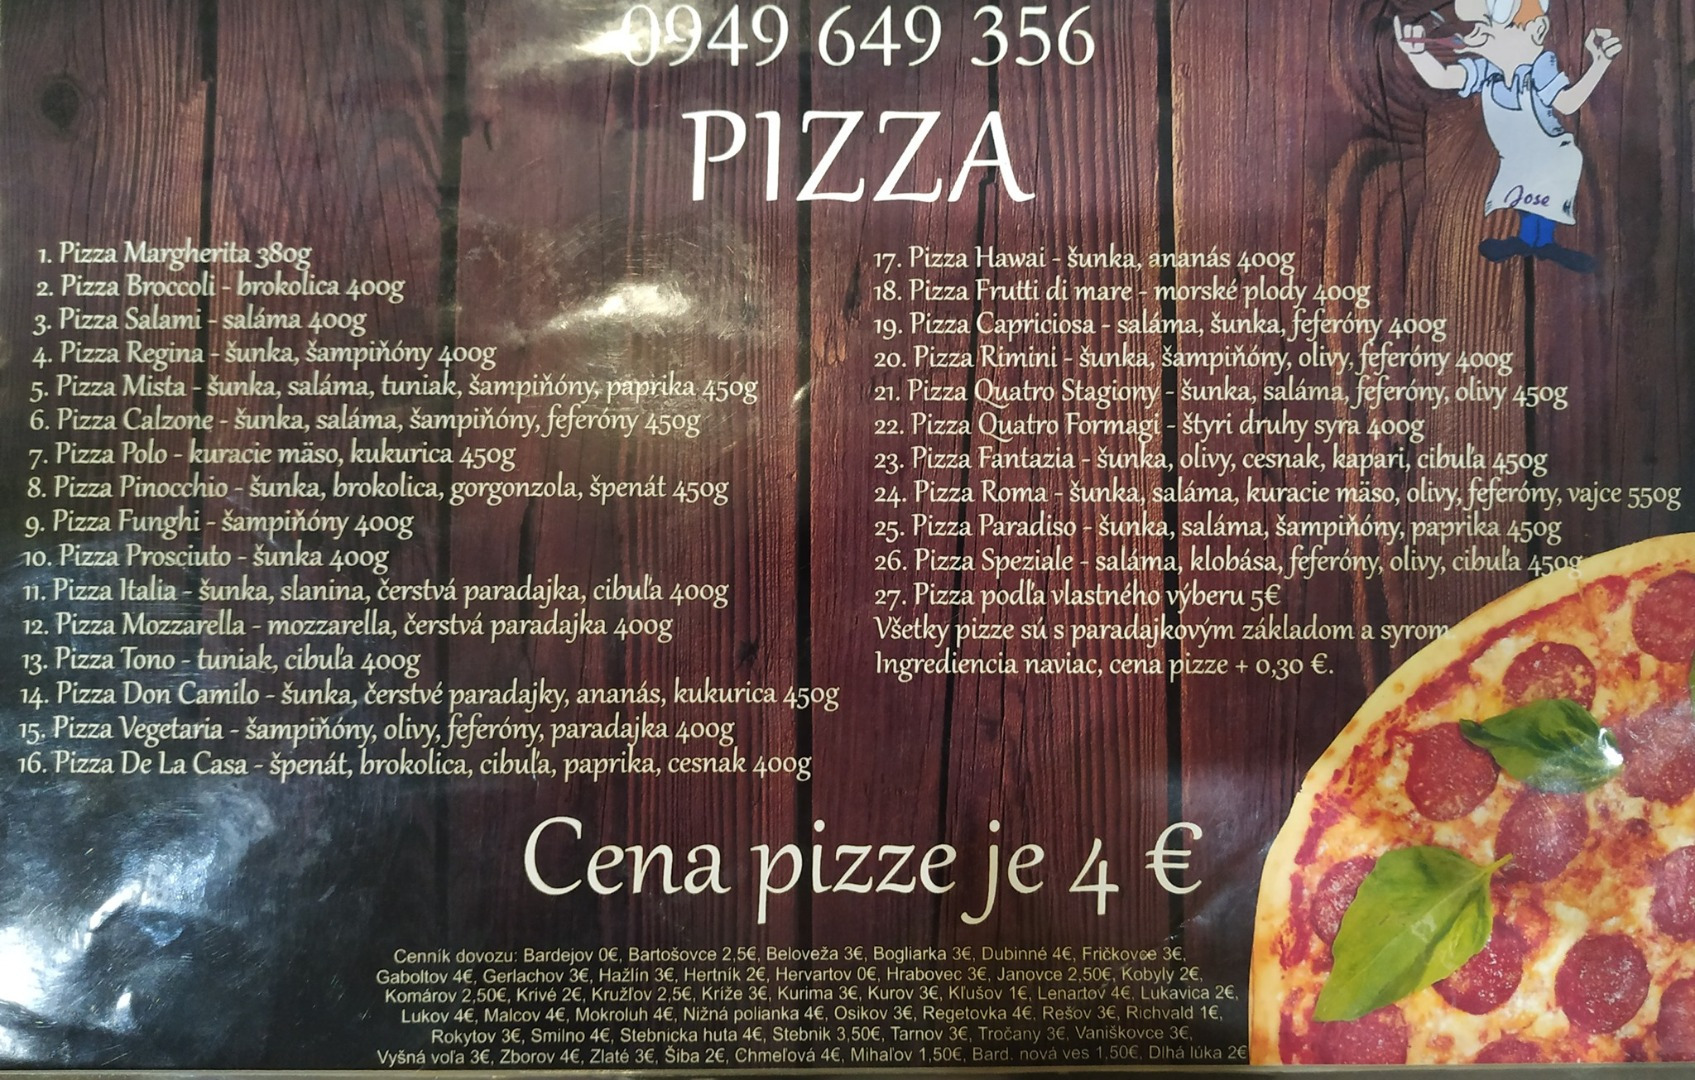 0949 649 356
PIZZA
Jose
1. Pizza Margherita 380g
2. Pizza Broccoli - brokolica 400g
3. Pizza Salami - saláma 400g
4. Pizza Regina - šunka, šampiňóny 400g
5. Pizza Mista - šunka, saláma, tuniak, šampiňóny, paprika 450g
6. Pizza Calzone - šunka, saláma, šampiňóny, feferóny 450g
7. Pizza Polo - kuracie mäso, kukurica 450g
8. Pizza Pinocchio - šunka, brokolica, gorgonzola, špenát 450g
9. Pizza Funghi - šampiňóny 400g
10. Pizza Prosciuto - šunka 400g
11. Pizza Italia - šunka, slanina, čerstvá paradajka, cibuľa 400g
12. Pizza Mozzarella - mozzarella, čerstvá paradajka 400g
13. Pizza Tono - tuniak, cibuľa 400g
14. Pizza Don Camilo - šunka, čerstvé paradajky, ananás, kukurica 450g
15. Pizza Vegetaria - šampiňóny, olivy, feferóny, paradajka 400g
16. Pizza De La Casa - špenát, brokolica, cibuľa, paprika, cesnak 400g
17. Pizza Hawai - šunka, ananás 400g
18. Pizza Frutti di mare - morské plody 400g
19. Pizza Capriciosa - saláma, šunka, feferóny 400g
20. Pizza Rimini - šunka, šampiňóny, olivy, feferóny 400g
21. Pizza Quatro Stagiony - šunka, saláma, feferóny, olivy 450g
22. Pizza Quatro Formagi - štyri druhy syra 400g
23. Pizza Fantazia - šunka, olivy, cesnak, kapari, cibuľa 450g
24. Pizza Roma - šunka, saláma, kuracie mäso, olivy, feferóny, vajce 550g
25. Pizza Paradiso - šunka, saláma, šampiňóny, paprika 450g
26. Pizza Speziale - saláma, klobása, feferóny, olivy, cibuľa 450g
27. Pizza podľa vlastného výberu 5€
Všetky pizze sú s paradajkovým základom a syrom.
Ingrediencia naviac, cena pizze + 0,30 €.
Cena pizze je 4 €
Cenník dovozu: Bardejov 0€, Bartošovce 2,5€, Beloveža 3€, Bogliarka 3€, Dubinné 4€, Fričkovce 3€,
Gaboltov 4€, Gerlachov 3€, Hažlín 3€, Hertník 2€, Hervartov 0€, Hrabovec 3€, Janovce 2,50€, Kobyly 2€,
Komárov 2,50€, Krivé 2€, Kružľov 2,5€, Kríže 3€, Kurima 3€, Kurov 3€, Kľušov 1€, Lenartov 4€, Lukavica 2€,
Lukov 4€, Malcov 4€, Mokroluh 4€, Nižná polianka 4€, Osikov 3€, Regetovka 4€, Rešov 3€, Richvald 1€,
Rokytov 3€, Smilno 4€, Stebnicka huta 4€, Stebnik 3,50€, Tarnov 3€, Tročany 3€, Vaniškovce 3€,
Vyšná voľa 3€, Zborov 4€, Zlaté 3€, Šiba 2€, Chmeľová 4€, Mihaľov 1,50€, Bard. nová ves 1,50€, Dlhá lúka 2€